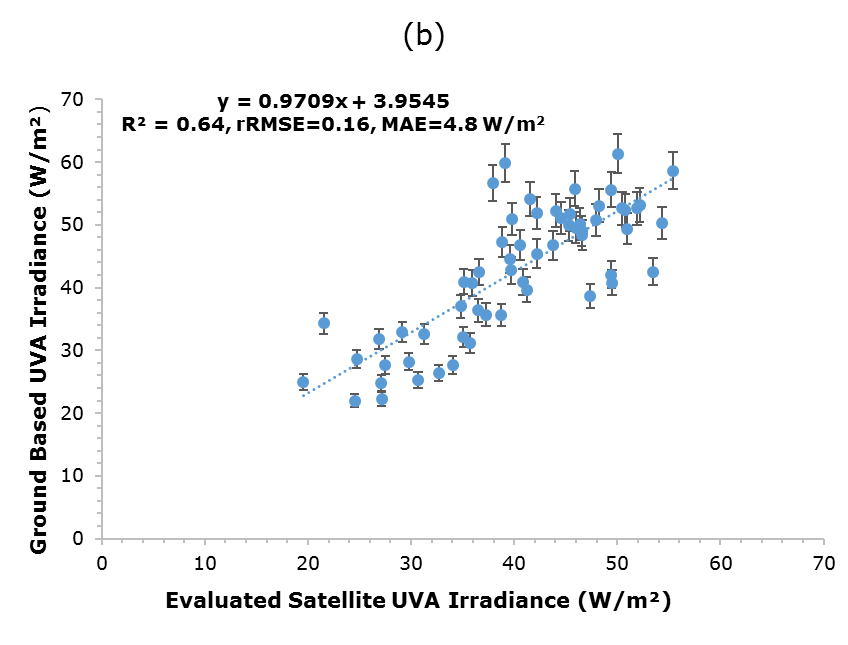 (b)
y = 0.9709x + 3.9545
R² = 0.64, rRMSE=0.16, MAE=4.8 W/m²
Ground Based UVA Irradiance (W/m²)
70
60
50
40
30
20
10
0
0 10 20 30 40 50 60 70
Evaluated Satellite UVA Irradiance (W/m²)